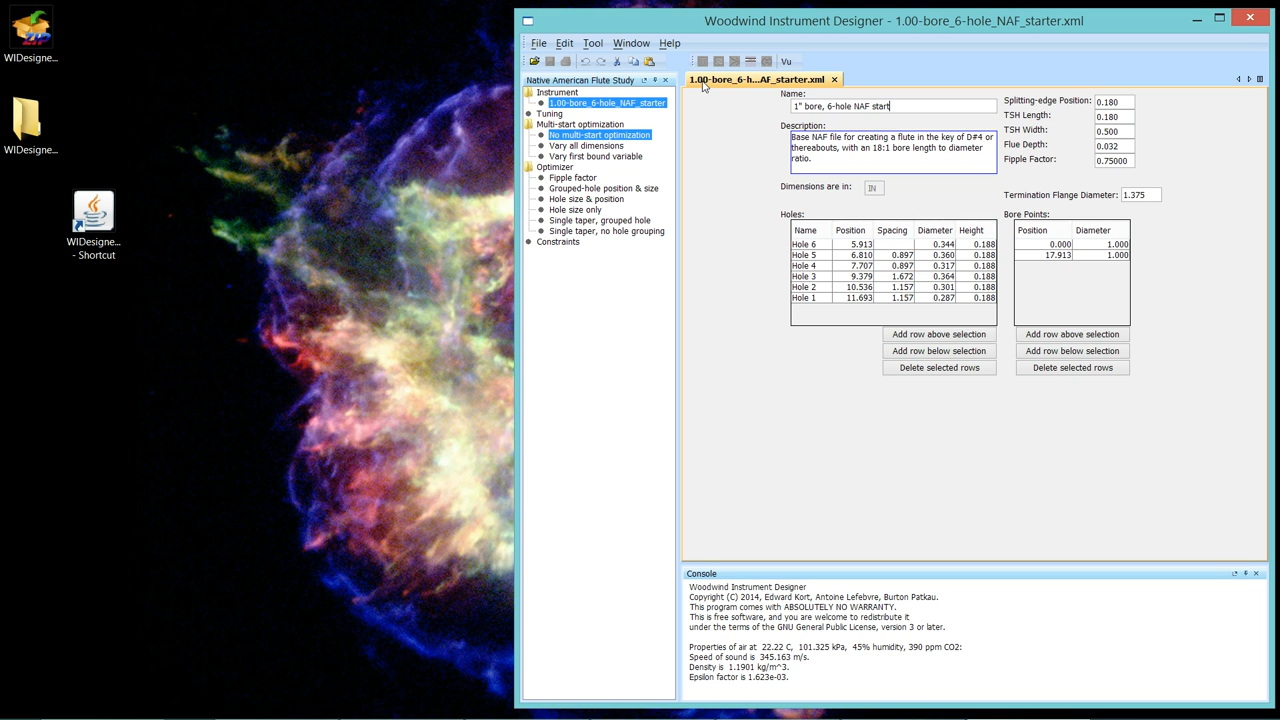 ZIP
WIDesigne...
WIDesigne...
WIDesigne...
- Shortcut
Woodwind Instrument Designer - 1.00-bore_6-hole_NAF_starter.xml
File Edit Tool Window Help
Vu
Native American Flute Study
Instrument
1.00-bore_6-hole_NAF_starter
Tuning
Multi-start optimization
No multi-start optimization
Vary all dimensions
Vary first bound variable
Optimizer
Fipple factor
Grouped-hole position & size
Hole size & position
Hole size only
Single taper, grouped hole
Single taper, no hole grouping
Constraints
1.00-bore_6-h...AF_starter.xml
Name:
1" bore, 6-hole NAF start
Description:
Base NAF file for creating a flute in the key of D#4 or
thereabouts, with an 18:1 bore length to diameter
ratio.
Dimensions are in: IN
Splitting-edge Position: 0.180
TSH Length: 0.180
TSH Width: 0.500
Flue Depth: 0.032
Fipple Factor: 0.75000
Termination Flange Diameter: 1.375
Holes:
Name Position Spacing Diameter Height
Hole 6 5.913 0.344 0.188
Hole 5 6.810 0.897 0.360 0.188
Hole 4 7.707 0.897 0.317 0.188
Hole 3 9.379 1.672 0.364 0.188
Hole 2 10.536 1.157 0.301 0.188
Hole 1 11.693 1.157 0.287 0.188
Add row above selection
Add row below selection
Delete selected rows
Bore Points:
Position Diameter
0.000 1.000
17.913 1.000
Add row above selection
Add row below selection
Delete selected rows
Console
Woodwind Instrument Designer
Copyright (C) 2014, Edward Kort, Antoine Lefebvre, Burton Patkau.
This program comes with ABSOLUTELY NO WARRANTY.
This is free software, and you are welcome to redistribute it
under the terms of the GNU General Public License, version 3 or later.
Properties of air at  22.22 C,  101.325 kPa,  45% humidity, 390 ppm CO2:
Speed of sound is  345.163 m/s.
Density is  1.1901 kg/m^3.
Epsilon factor is 1.623e-03.